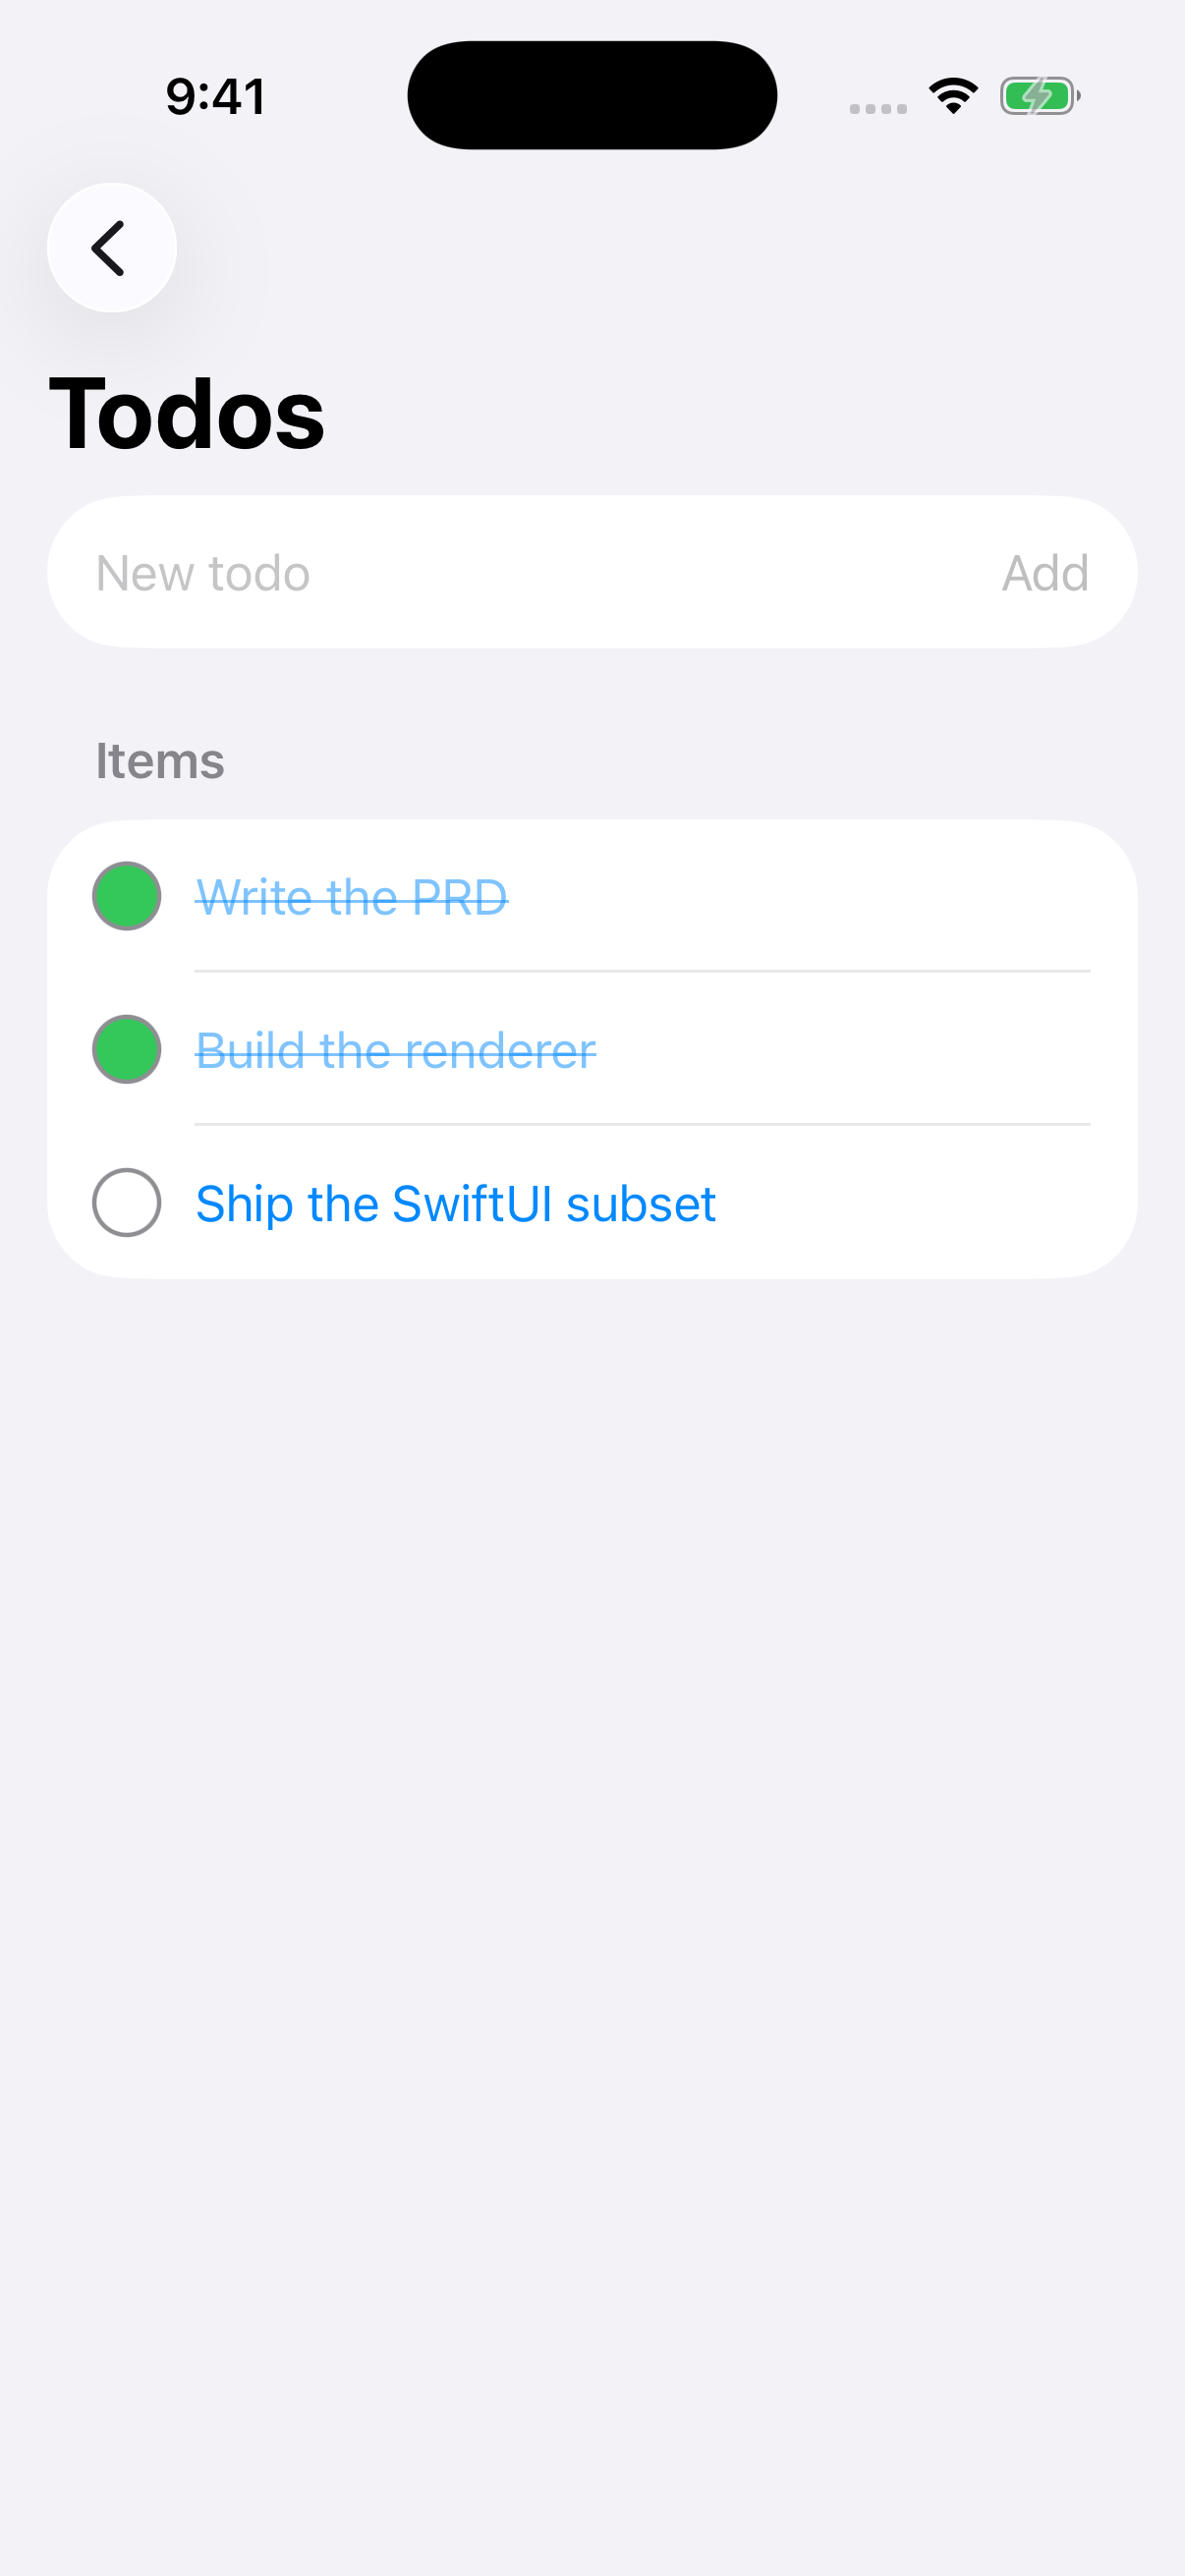 9:41
Todos
New todo Add
Items
Write the PRD
Build the renderer
Ship the SwiftUI subset